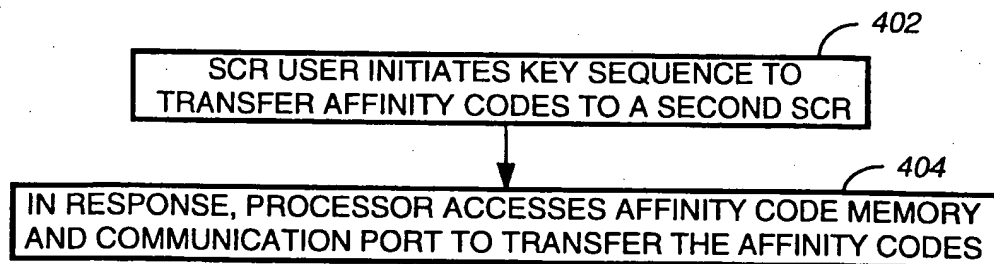 402
SCR USER INITIATES KEY SEQUENCE TO
TRANSFER AFFINITY CODES TO A SECOND SCR
404
IN RESPONSE, PROCESSOR ACCESSES AFFINITY CODE MEMORY
AND COMMUNICATION PORT TO TRANSFER THE AFFINITY CODES